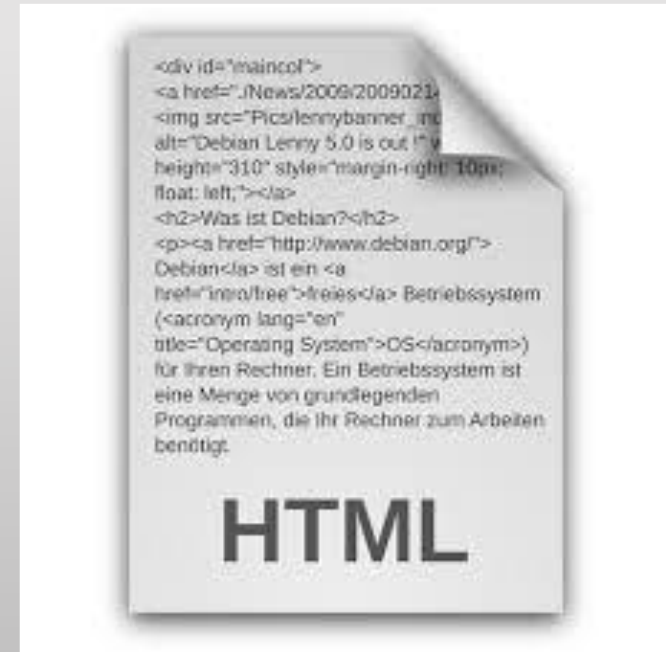 <div id="maincol">
<a href="./News/2009/2009021
<img src="Pics/lennybanner_
alt="Debian Lenny 5.0 is out !"
height="310" style="margin-right: 10px;
float: left;"></a>
<h2>Was ist Debian?</h2>
<p><a href="http://www.debian.org/">
Debian</a> ist ein <a
href="intro/free">freies</a> Betriebssystem
(<acronym lang="en"
title="Operating System">OS</acronym>)
für Ihren Rechner. Ein Betriebssystem ist
eine Menge von grundlegenden
Programmen, die Ihr Rechner zum Arbeiten
benötigt.
HTML